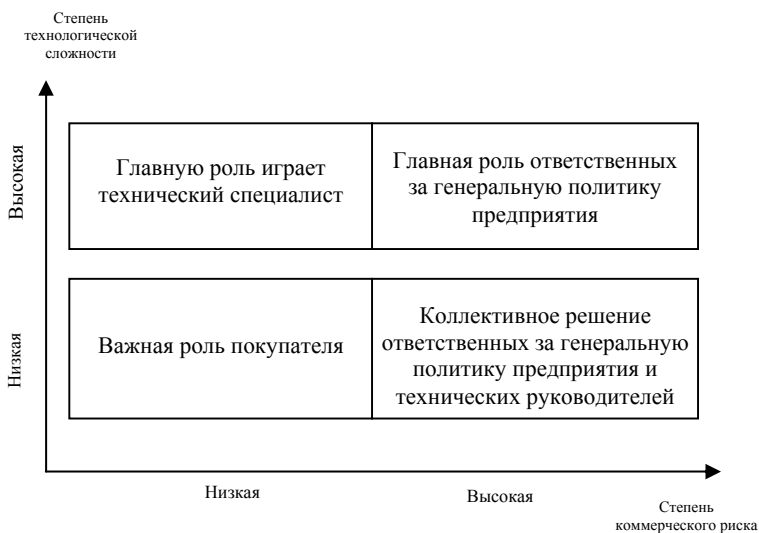 Степень
технологической
сложности
Высокая
Главную роль играет
технический специалист
Главная роль ответственных
за генеральную политику
предприятия
Низкая
Важная роль покупателя
Коллективное решение
ответственных за генеральную
политику предприятия и
технических руководителей
Низкая
Высокая
Степень
коммерческого риска